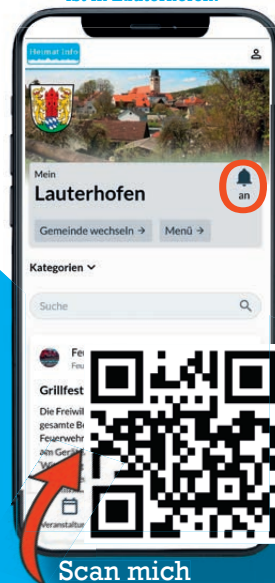 Heimat Info
Mein
Lauterhofen
an
Gemeinde wechseln →
Menü →
Kategorien
Suche
Grillfest
Die Freiwil
gesamte
Feuerwehr
am
Veranstaltun
Scan mich